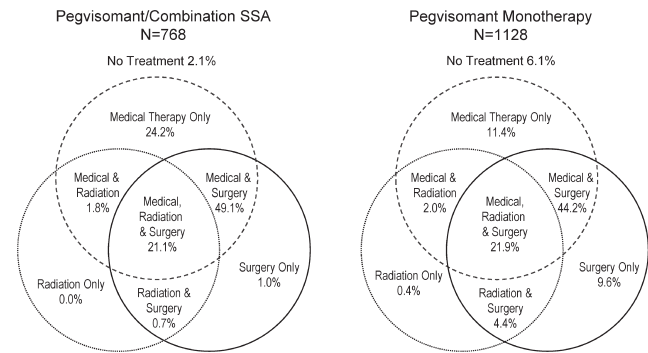 Pegvisomant/Combination SSA
N=768
No Treatment 2.1%
Medical Therapy Only
24.2%
Medical &
Radiation
1.8%
Medical,
Radiation
& Surgery
21.1%
Medical &
Surgery
49.1%
Radiation Only
0.0%
Radiation &
Surgery
0.7%
Surgery Only
1.0%
Pegvisomant Monotherapy
N=1128
No Treatment 6.1%
Medical Therapy Only
11.4%
Medical &
Radiation
2.0%
Medical,
Radiation
& Surgery
21.9%
Medical &
Surgery
44.2%
Radiation Only
0.4%
Radiation &
Surgery
4.4%
Surgery Only
9.6%